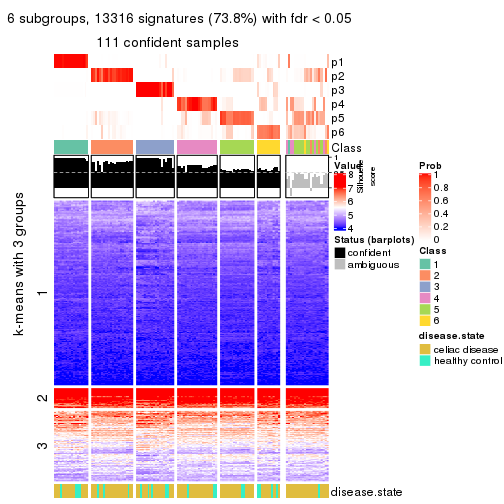 6 subgroups, 13316 signatures (73.8%) with fdr < 0.05
111 confident samples
p1
p2
p3
p4
p5
p6
Class
1
Silhouette
score
k-means with 3 groups
1
2
3
disease.state
Value
8
7
6
5
4
Status (barplots)
confident
ambiguous
Prob
1
0.8
0.6
0.4
0.2
0
Class
1
2
3
4
5
6
disease.state
celiac disease
healthy control